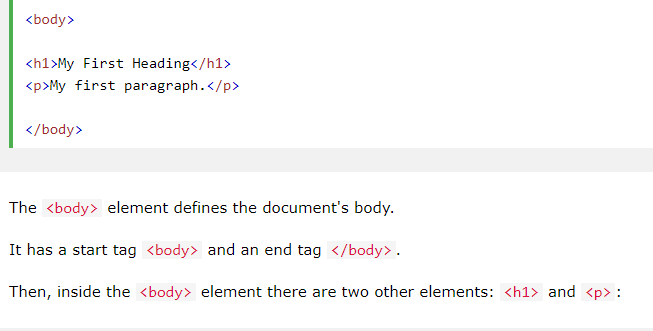 <body>
<h1>My First Heading</h1>
<p>My first paragraph.</p>
</body>
The <body> element defines the document's body.
It has a start tag <body> and an end tag </body>.
Then, inside the <body> element there are two other elements: <h1> and <p>: